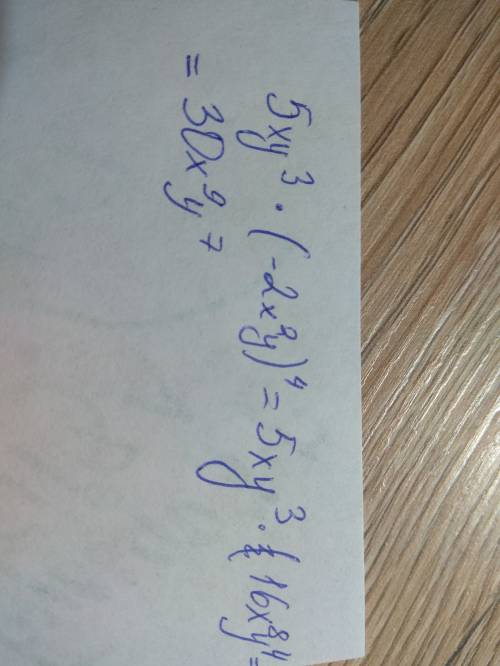 5xy³ · (-2x²y)⁴ = 5xy³ · 16x⁸y⁴ =
= 30x⁹y⁷